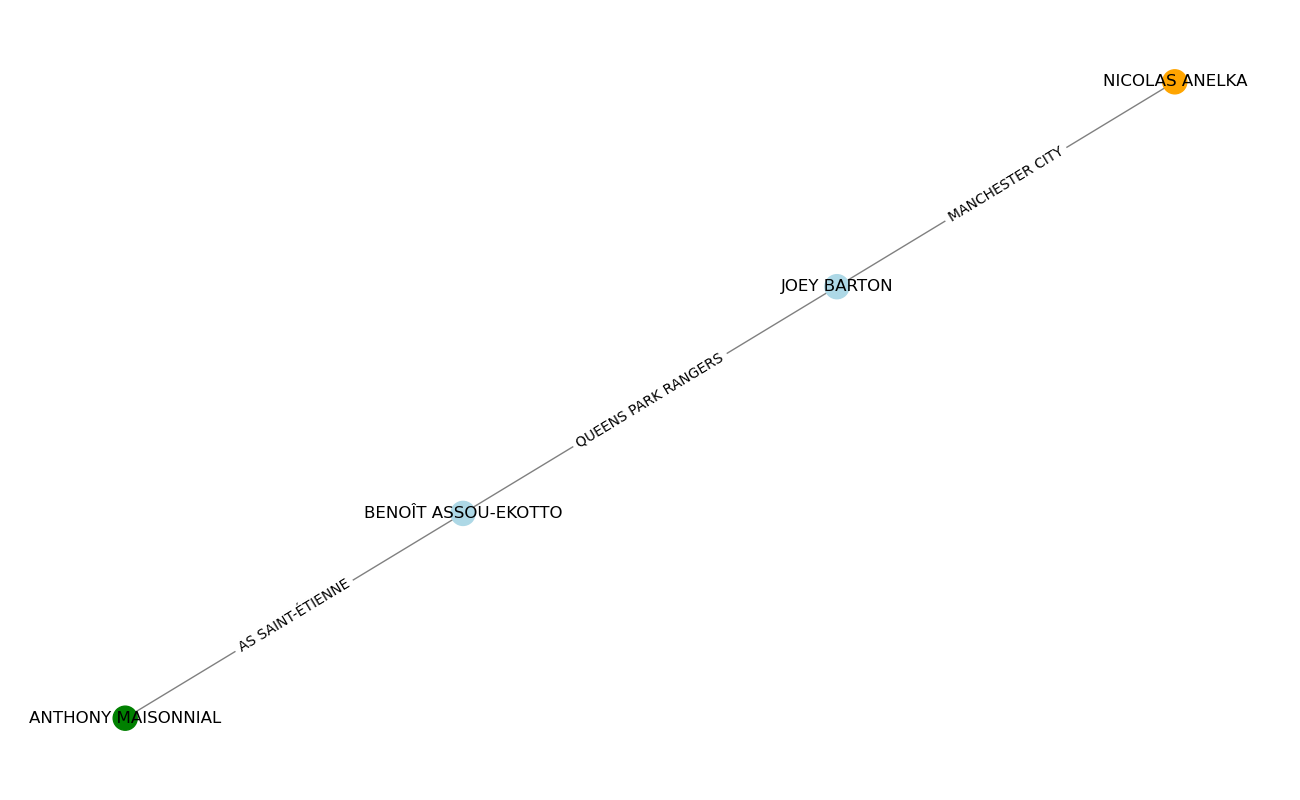 NICOLAS ANELKA
MANCHESTER CITY
JOEY BARTON
QUEENS PARK RANGERS
BENOÎT ASSOU-EKOTTO
AS SAINT-ÉTIENNE
ANTHONY MAISONNIAL